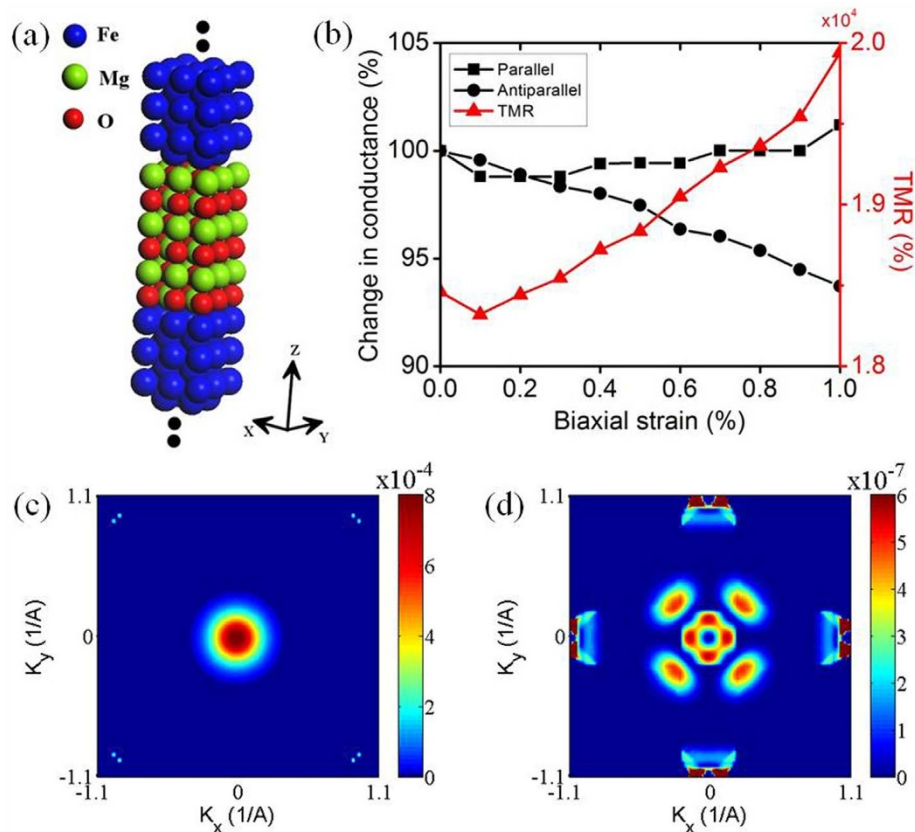 (a)
Fe
Mg
O
Z
X
Y
(b)
x10⁴
105
100
95
90
Change in conductance (%)
Parallel
Antiparallel
TMR
2.0
1.9
1.8
TMR (%)
0.0 0.2 0.4 0.6 0.8 1.0
Biaxial strain (%)
(c)
x10⁻⁴
1.1
0
-1.1
K_y (1/A)
-1.1 0 1.1
K_x (1/A)
8
6
4
2
0
(d)
x10⁻⁷
1.1
0
-1.1
K_y (1/A)
-1.1 0 1.1
K_x (1/A)
6
5
4
3
2
1
0